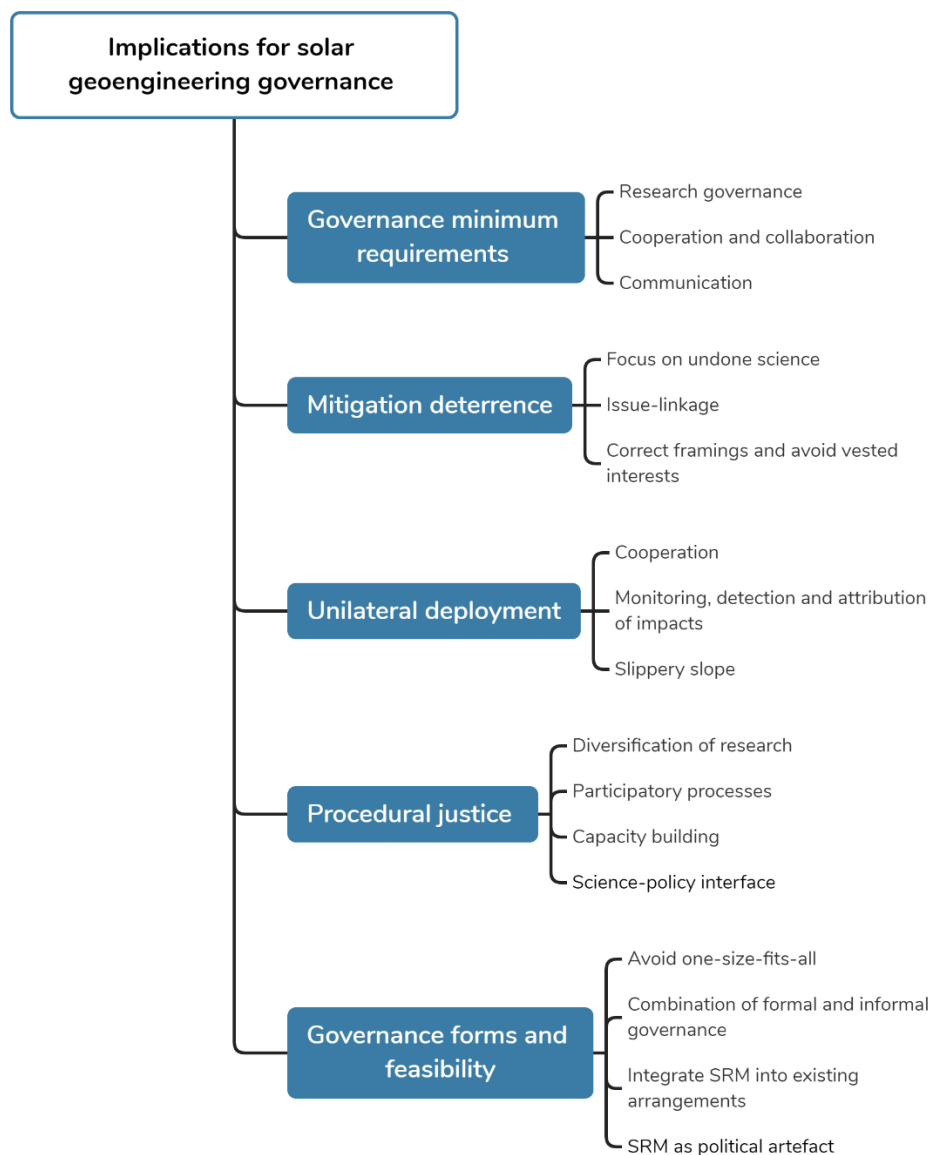 Implications for solar
geoengineering governance
Governance minimum
requirements
Research governance
Cooperation and collaboration
Communication
Mitigation deterrence
Focus on undone science
Issue-linkage
Correct framings and avoid vested
interests
Unilateral deployment
Cooperation
Monitoring, detection and attribution
of impacts
Slippery slope
Procedural justice
Diversification of research
Participatory processes
Capacity building
Science-policy interface
Governance forms and
feasibility
Avoid one-size-fits-all
Combination of formal and informal
governance
Integrate SRM into existing
arrangements
SRM as political artefact